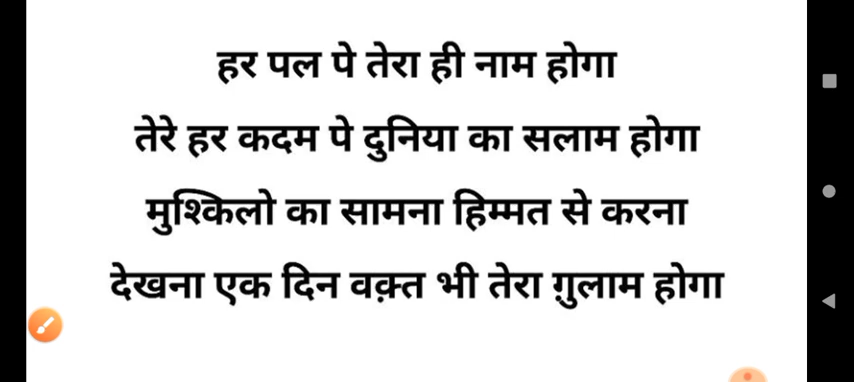 हर पल पे तेरा ही नाम होगा
तेरे हर कदम पे दुनिया का सलाम होगा
मुश्किलो का सामना हिम्मत से करना
देखना एक दिन वक़्त भी तेरा ग़ुलाम होगा